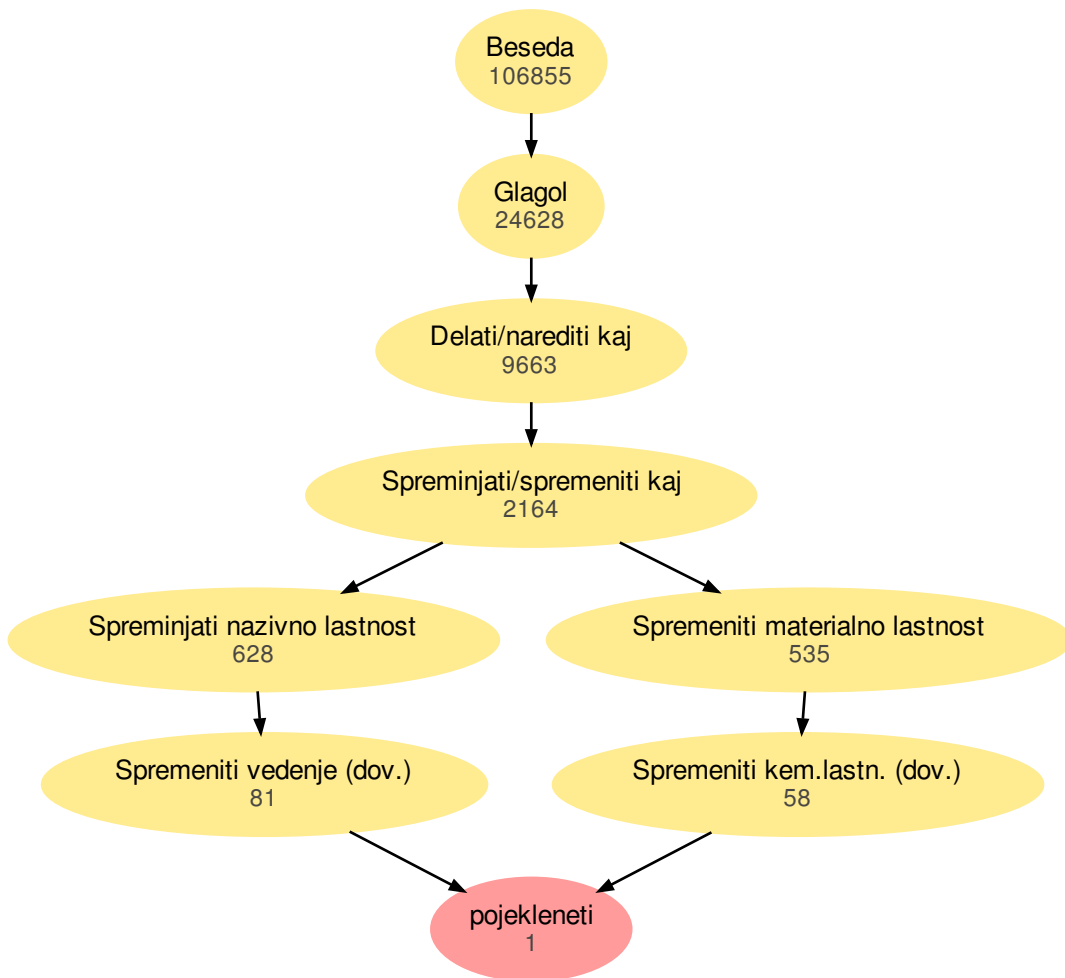 Beseda
106855
Glagol
24628
Delati/narediti kaj
9663
Spreminjati/spremeniti kaj
2164
Spreminjati nazivno lastnost
628
Spremeniti materialno lastnost
535
Spremeniti vedenje (dov.)
81
Spremeniti kem.lastn. (dov.)
58
pojekleneti
1